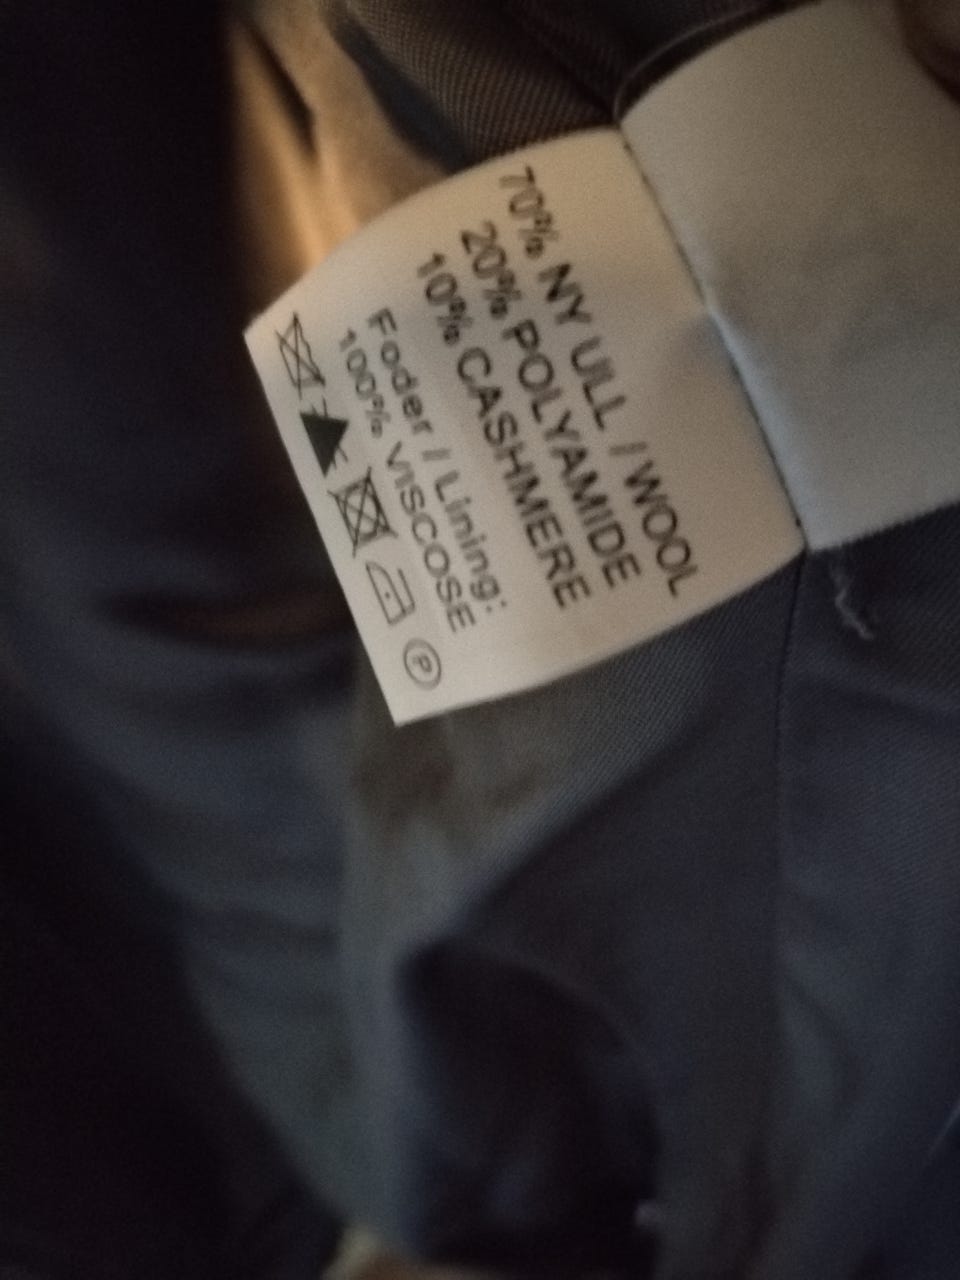 70% NY ULL / WOOL
20% POLYAMIDE
10% CASHMERE
Foder / Lining:
100% VISCOSE
P